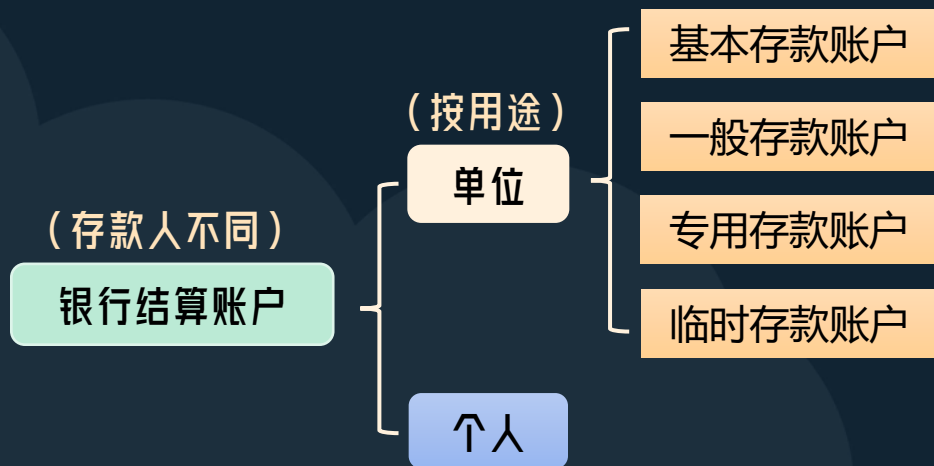 （存款人不同）
银行结算账户
（按用途）
单位
基本存款账户
一般存款账户
专用存款账户
临时存款账户
个人